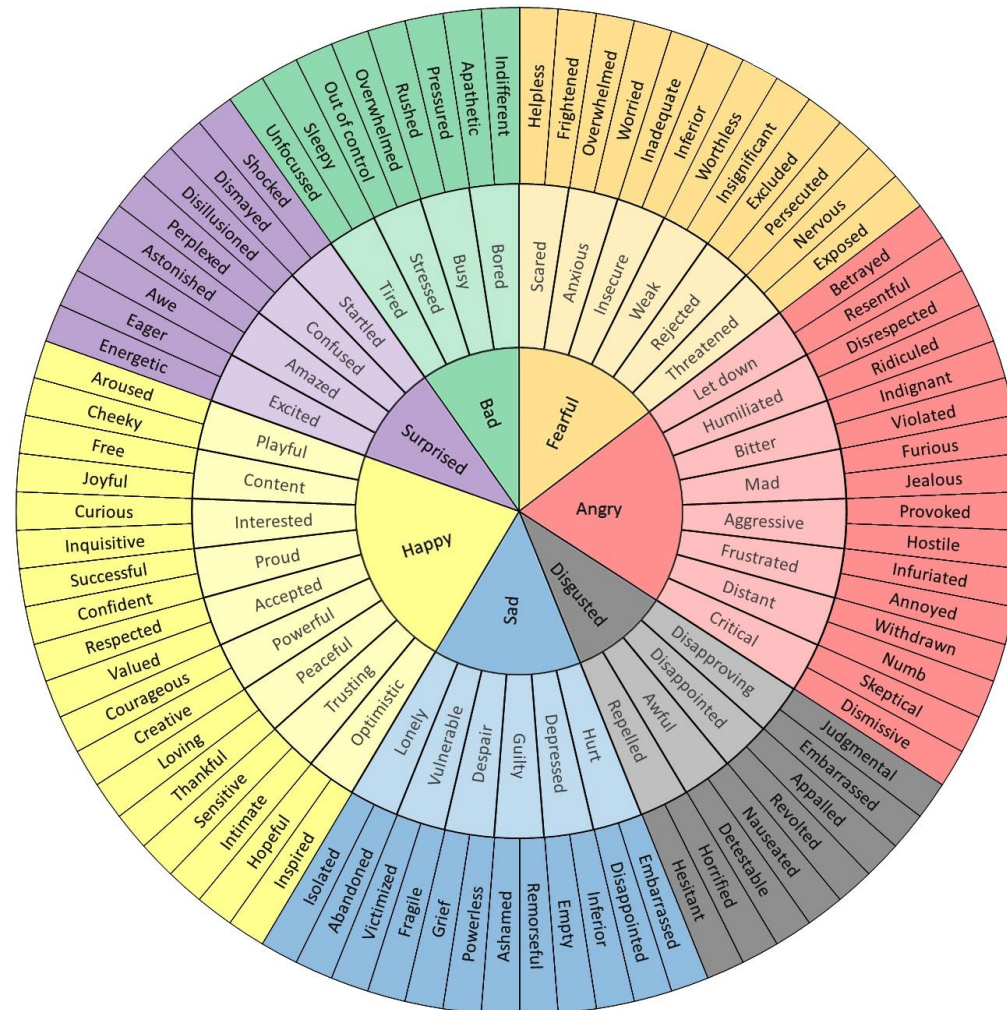 Bad
Fearful
Angry
Disgusted
Sad
Happy
Surprised
Tired
Stressed
Busy
Bored
Scared
Anxious
Insecure
Weak
Rejected
Threatened
Let down
Humiliated
Bitter
Mad
Aggressive
Frustrated
Distant
Critical
Disapproving
Disappointed
Awful
Repelled
Hurt
Depressed
Guilty
Despair
Vulnerable
Lonely
Optimistic
Trusting
Peaceful
Powerful
Accepted
Proud
Interested
Content
Playful
Excited
Amazed
Confused
Startled
Unfocussed
Sleepy
Out of control
Overwhelmed
Rushed
Pressured
Apathetic
Indifferent
Helpless
Frightened
Overwhelmed
Worried
Inadequate
Inferior
Worthless
Insignificant
Excluded
Persecuted
Nervous
Exposed
Betrayed
Resentful
Disrespected
Ridiculed
Indignant
Violated
Furious
Jealous
Provoked
Hostile
Infuriated
Annoyed
Withdrawn
Numb
Skeptical
Dismissive
Judgmental
Embarrassed
Appalled
Revolted
Nauseated
Detestable
Horrified
Hesitant
Embarrassed
Disappointed
Inferior
Empty
Remorseful
Ashamed
Powerless
Grief
Fragile
Victimized
Abandoned
Isolated
Inspired
Hopeful
Intimate
Sensitive
Thankful
Loving
Creative
Courageous
Valued
Respected
Confident
Successful
Inquisitive
Curious
Joyful
Free
Cheeky
Aroused
Energetic
Eager
Awe
Astonished
Perplexed
Disillusioned
Dismayed
Shocked